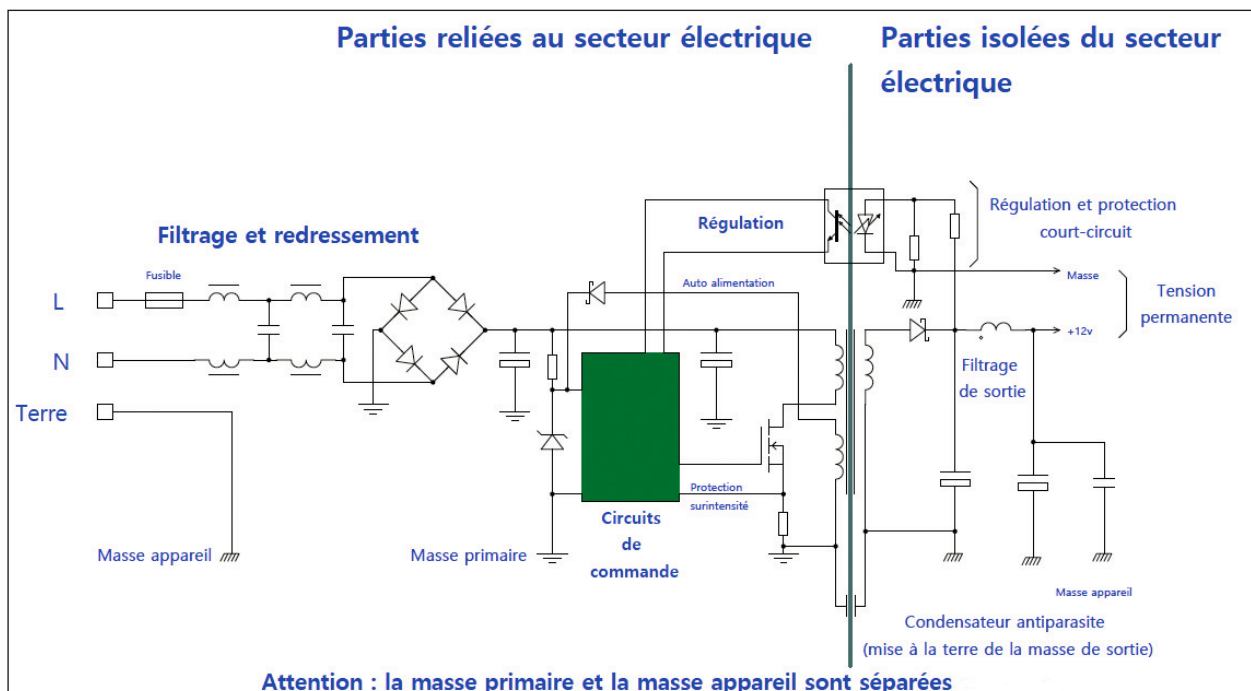 Parties reliées au secteur électrique
Parties isolées du secteur
électrique
Filtrage et redressement
Régulation
Régulation et protection
court-circuit
Fusible
L
N
Terre
Auto alimentation
Masse
+12v
Tension
permanente
Filtrage
de sortie
Protection
surintensité
Circuits
de
commande
Masse appareil
Masse primaire
Masse appareil
Condensateur antiparasite
(mise à la terre de la masse de sortie)
Attention : la masse primaire et la masse appareil sont séparées